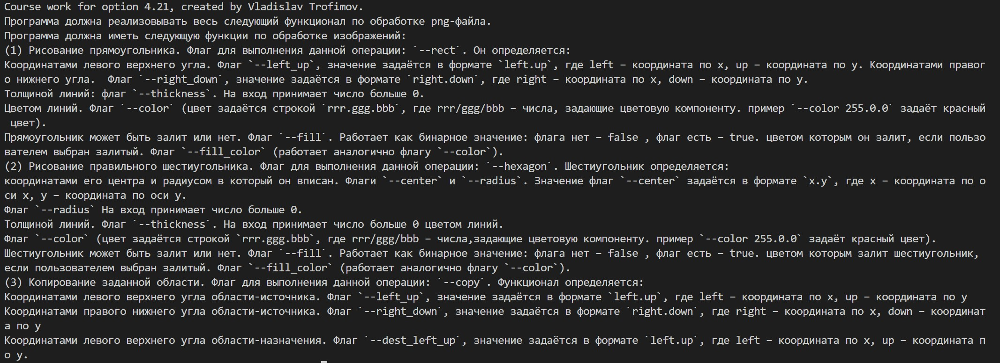 Course work for option 4.21, created by Vladislav Trofimov.
Программа должна реализовывать весь следующий функционал по обработке png-файла.
Программа должна иметь следующую функции по обработке изображений:
(1) Рисование прямоугольника. Флаг для выполнения данной операции: `--rect`. Он определяется:
Координатами левого верхнего угла. Флаг `--left_up`, значение задаётся в формате `left.up`, где left – координата по x, up – координата по y. Координатами правог
о нижнего угла.  Флаг `--right_down`, значение задаётся в формате `right.down`, где right – координата по x, down – координата по y.
Толщиной линий: флаг `--thickness`. На вход принимает число больше 0.
Цветом линий. Флаг `--color` (цвет задаётся строкой `rrr.ggg.bbb`, где rrr/ggg/bbb – числа, задающие цветовую компоненту. пример `--color 255.0.0` задаёт красный
 цвет).
Прямоугольник может быть залит или нет. Флаг `--fill`. Работает как бинарное значение: флага нет – false , флаг есть – true. цветом которым он залит, если пользо
вателем выбран залитый. Флаг `--fill_color` (работает аналогично флагу `--color`).
(2) Рисование правильного шестиугольника. Флаг для выполнения данной операции: `--hexagon`. Шестиугольник определяется:
координатами его центра и радиусом в который он вписан. Флаги `--center` и `--radius`. Значение флаг `--center` задаётся в формате `x.y`, где x – координата по о
си x, y – координата по оси y.
Флаг `--radius` На вход принимает число больше 0.
Толщиной линий. Флаг `--thickness`. На вход принимает число больше 0 цветом линий.
Флаг `--color` (цвет задаётся строкой `rrr.ggg.bbb`, где rrr/ggg/bbb – числа,задающие цветовую компоненту. пример `--color 255.0.0` задаёт красный цвет).
Шестиугольник может быть залит или нет. Флаг `--fill`. Работает как бинарное значение: флага нет – false , флаг есть – true. цветом которым залит шестиугольник,
если пользователем выбран залитый. Флаг `--fill_color` (работает аналогично флагу `--color`).
(3) Копирование заданной области. Флаг для выполнения данной операции: `--copy`. Функционал определяется:
Координатами левого верхнего угла области-источника. Флаг `--left_up`, значение задаётся в формате `left.up`, где left – координата по x, up – координата по y
Координатами правого нижнего угла области-источника. Флаг `--right_down`, значение задаётся в формате `right.down`, где right – координата по x, down – координат
а по y
Координатами левого верхнего угла области-назначения. Флаг `--dest_left_up`, значение задаётся в формате `left.up`, где left – координата по x, up – координата п
о y.